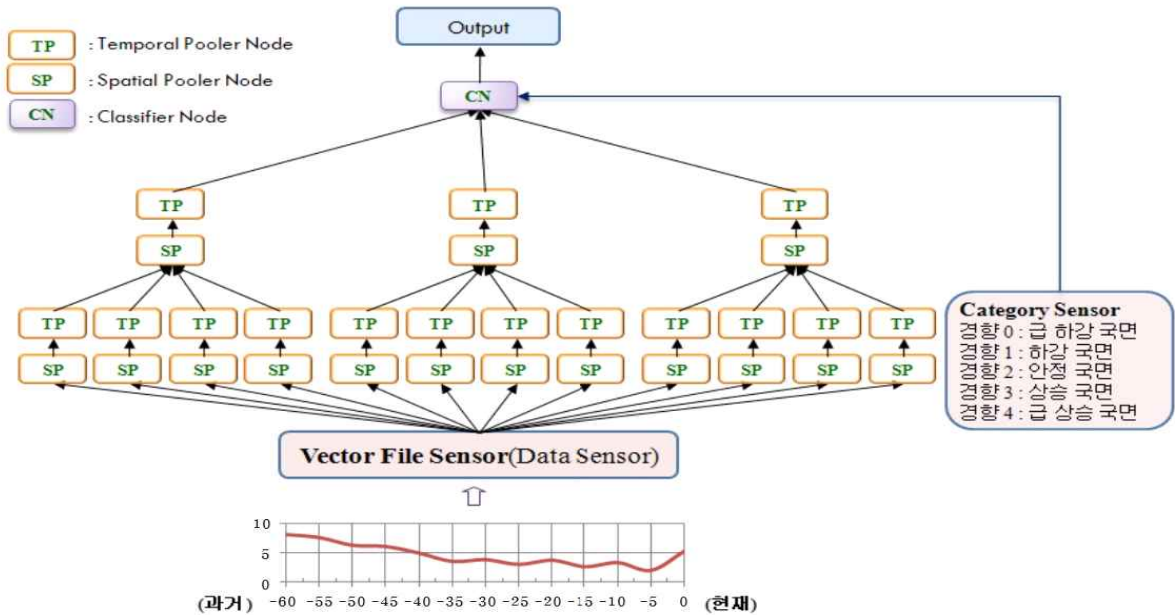 Output
TP : Temporal Pooler Node
SP : Spatial Pooler Node
CN : Classifier Node
CN
TP TP TP
SP SP SP
TP TP TP TP TP TP TP TP TP TP TP TP
SP SP SP SP SP SP SP SP SP SP SP SP
Category Sensor
경향 0 : 급 하강 국면
경향 1 : 하강 국면
경향 2 : 안정 국면
경향 3 : 상승 국면
경향 4 : 급 상승 국면
Vector File Sensor(Data Sensor)
10
5
0
(과거) -60 -55 -50 -45 -40 -35 -30 -25 -20 -15 -10 -5 0 (현재)